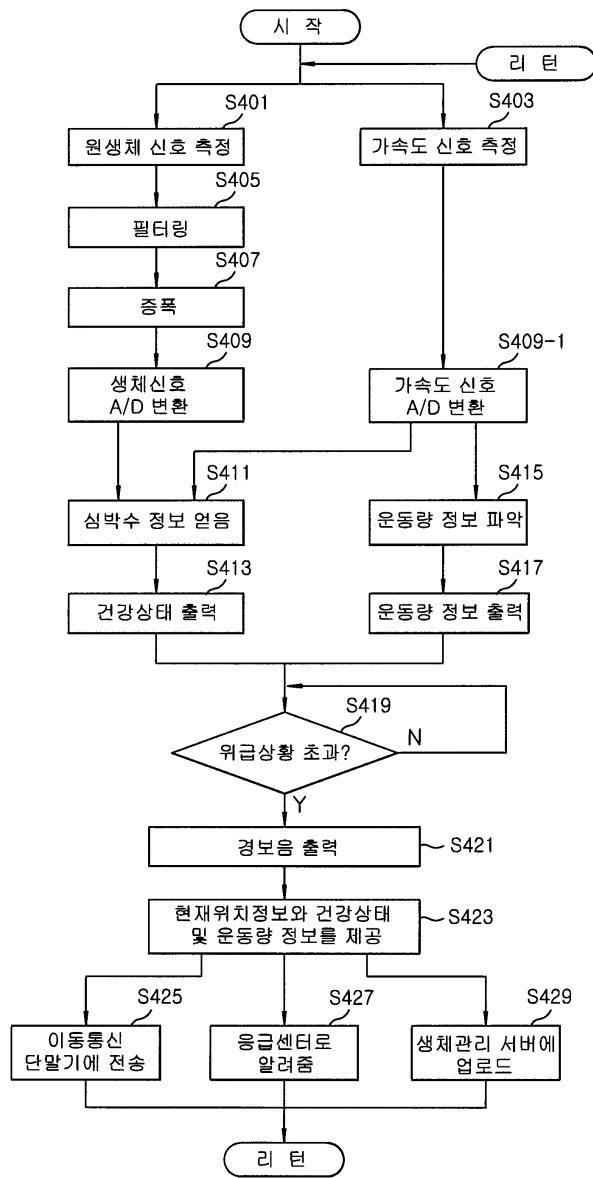 시 작
리 턴
S401
원생체 신호 측정
S403
가속도 신호 측정
S405
필터링
S407
증폭
S409
생체신호
A/D 변환
S409-1
가속도 신호
A/D 변환
S411
심박수 정보 얻음
S415
운동량 정보 파악
S413
건강상태 출력
S417
운동량 정보 출력
S419
위급상황 초과?
N
Y
경보음 출력
S421
현재위치정보와 건강상태
및 운동량 정보를 제공
S423
S425
이동통신
단말기에 전송
S427
응급센터로
알려줌
S429
생체관리 서버에
업로드
리 턴